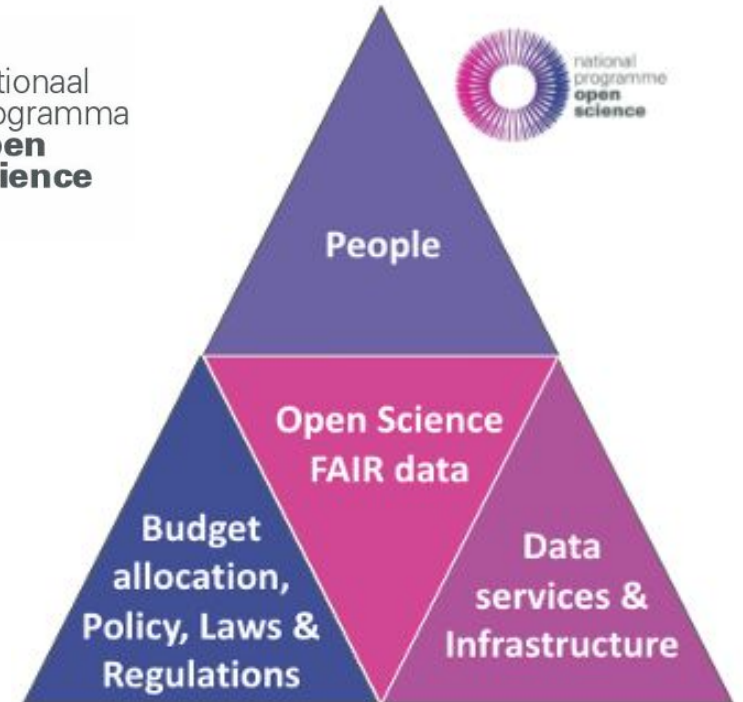 tionaal
ogramma
en
ience
national
programme
open
science
People
Open Science
FAIR data
Budget
allocation,
Policy, Laws &
Regulations
Data
services &
Infrastructure